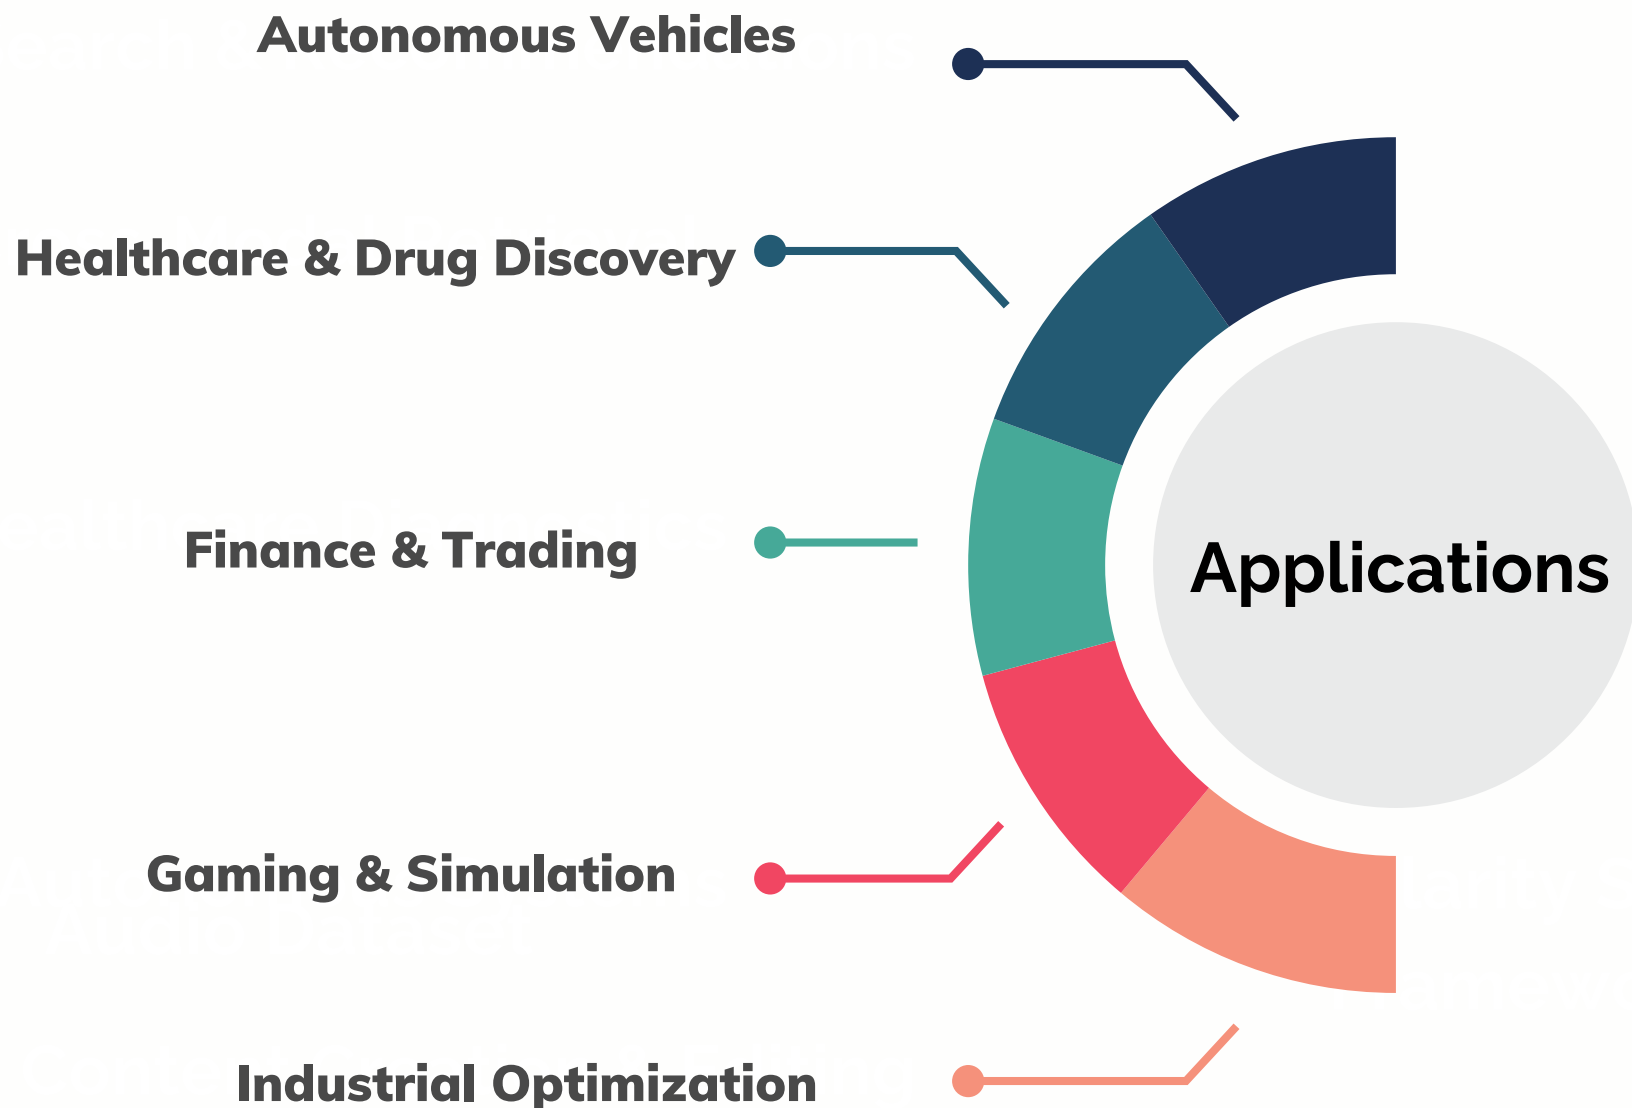 Autonomous Vehicles
Healthcare & Drug Discovery
Finance & Trading
Applications
Gaming & Simulation
Industrial Optimization